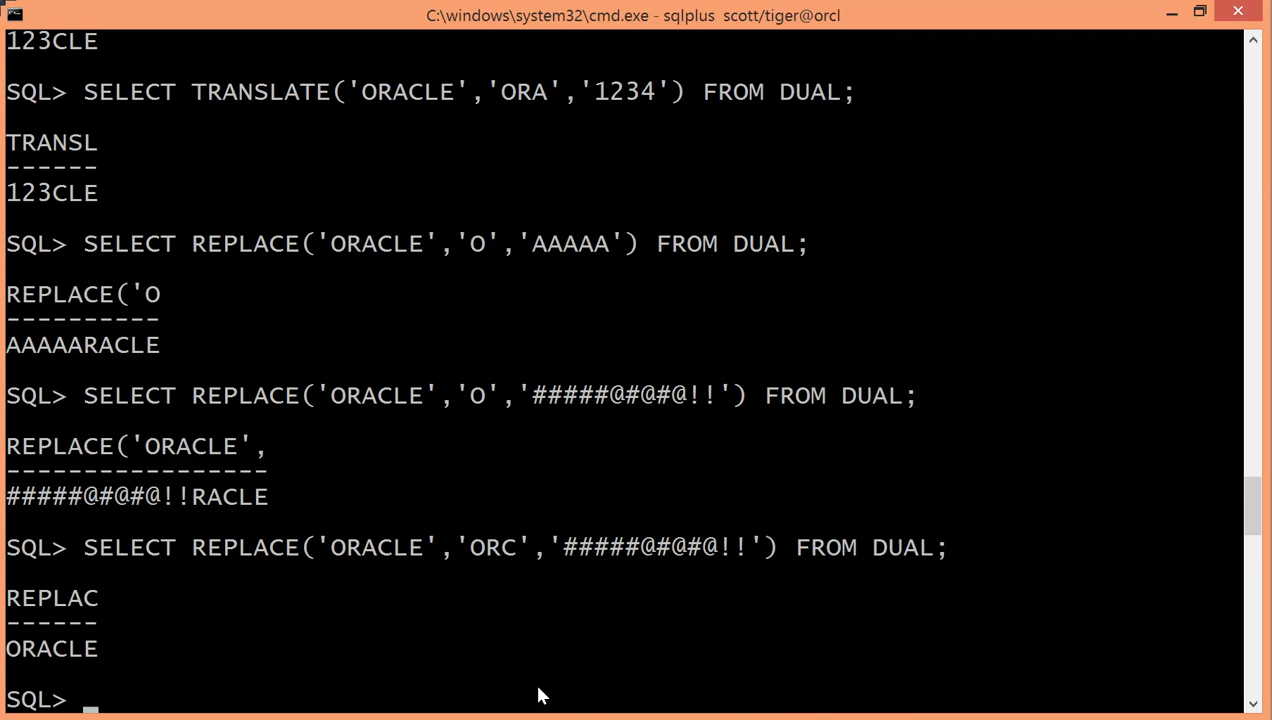 C:\windows\system32\cmd.exe - sqlplus  scott/tiger@orcl
123CLE
SQL> SELECT TRANSLATE('ORACLE','ORA','1234') FROM DUAL;
TRANSL
------
123CLE
SQL> SELECT REPLACE('ORACLE','O','AAAAA') FROM DUAL;
REPLACE('O
----------
AAAAARACLE
SQL> SELECT REPLACE('ORACLE','O','#####@#@#@!!') FROM DUAL;
REPLACE('ORACLE',
-----------------
#####@#@#@!!RACLE
SQL> SELECT REPLACE('ORACLE','ORC','#####@#@#@!!') FROM DUAL;
REPLAC
------
ORACLE
SQL>